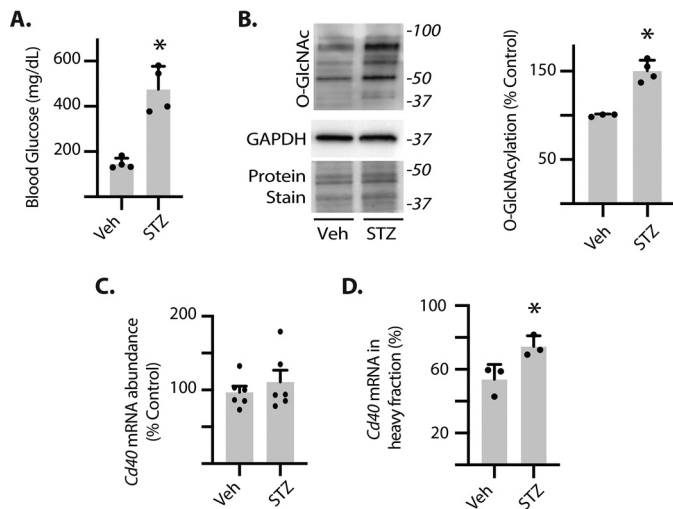 A.
Blood Glucose (mg/dL)
600
400
200
*
Veh
STZ
B.
O-GlcNAc
-100
-50
-37
GAPDH
-37
Protein
Stain
-50
-37
Veh
STZ
O-GlcNAcylation (% Control)
150
50
*
Veh
STZ
C.
Cd40 mRNA abundance
(% Control)
200
100
Veh
STZ
D.
Cd40 mRNA in
heavy fraction (%)
100
60
20
*
Veh
STZ